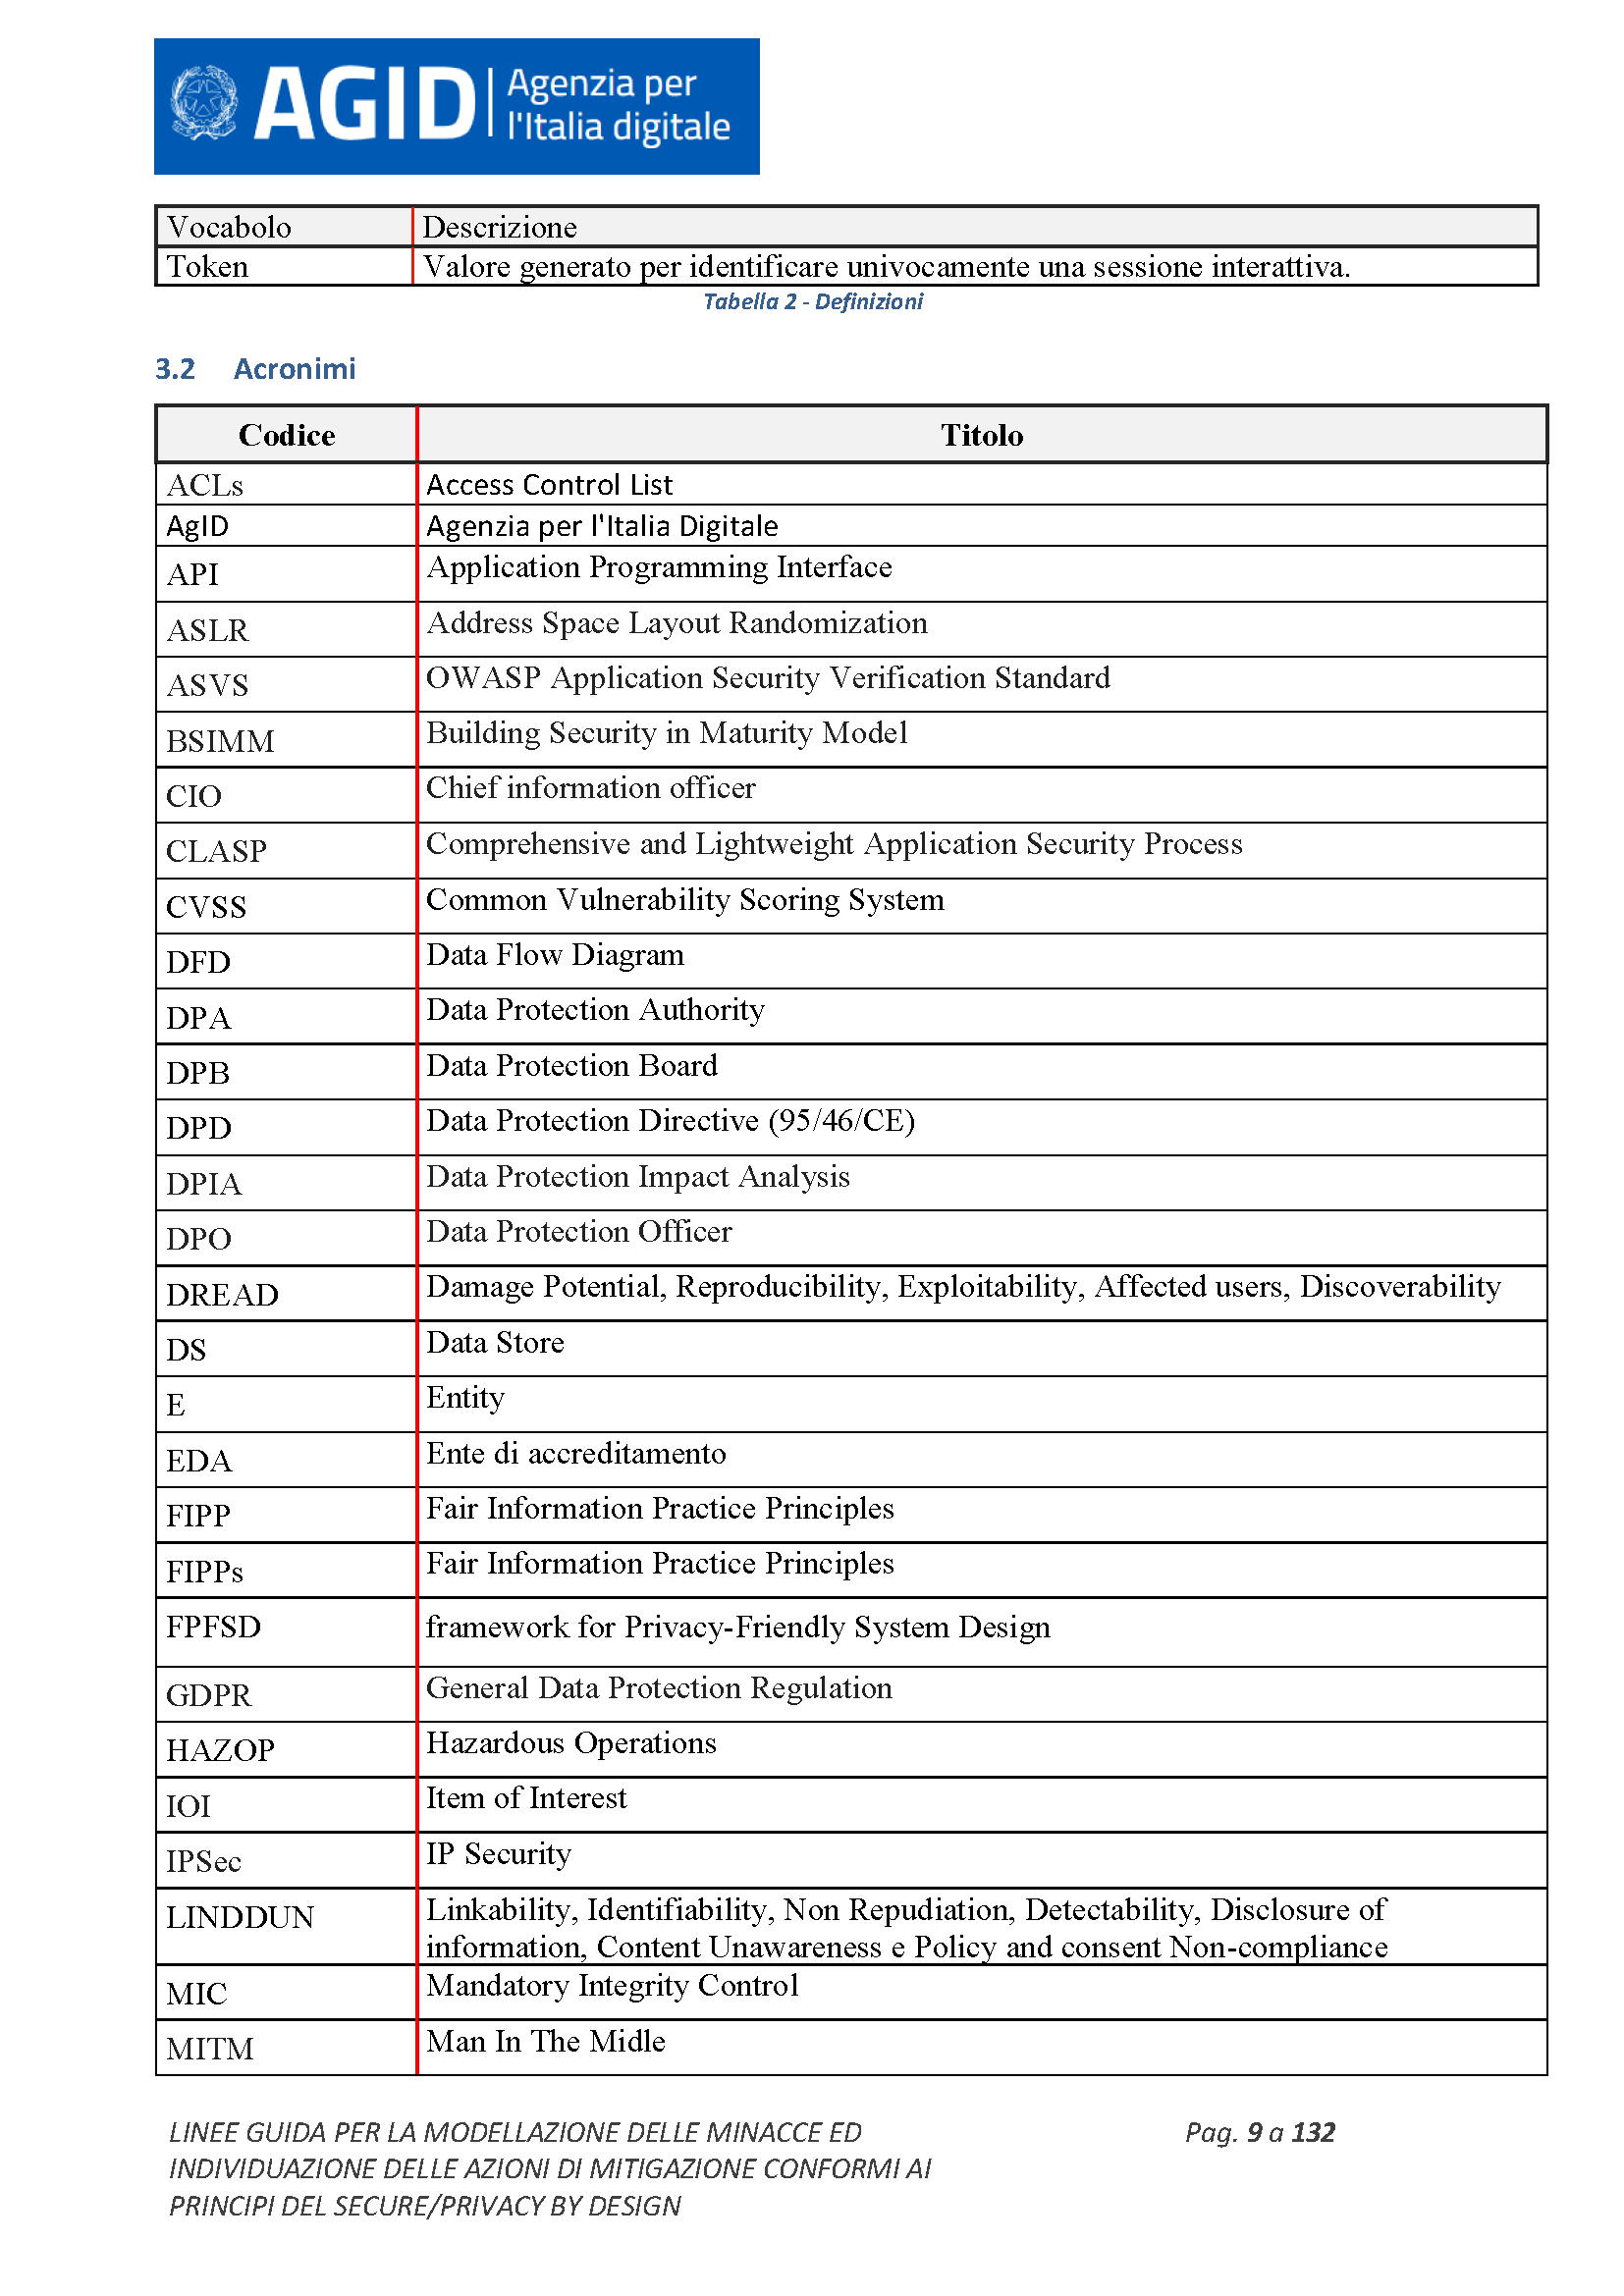 AGID Agenzia per
l'Italia digitale
Vocabolo Descrizione
Token Valore generato per identificare univocamente una sessione interattiva.
Tabella 2 - Definizioni
3.2 Acronimi
Codice Titolo
ACLs Access Control List
AgID Agenzia per l'Italia Digitale
API Application Programming Interface
ASLR Address Space Layout Randomization
ASVS OWASP Application Security Verification Standard
BSIMM Building Security in Maturity Model
CIO Chief information officer
CLASP Comprehensive and Lightweight Application Security Process
CVSS Common Vulnerability Scoring System
DFD Data Flow Diagram
DPA Data Protection Authority
DPB Data Protection Board
DPD Data Protection Directive (95/46/CE)
DPIA Data Protection Impact Analysis
DPO Data Protection Officer
DREAD Damage Potential, Reproducibility, Exploitability, Affected users, Discoverability
DS Data Store
E Entity
EDA Ente di accreditamento
FIPP Fair Information Practice Principles
FIPPs Fair Information Practice Principles
FPFSD framework for Privacy-Friendly System Design
GDPR General Data Protection Regulation
HAZOP Hazardous Operations
IOI Item of Interest
IPSec IP Security
LINDDUN Linkability, Identifiability, Non Repudiation, Detectability, Disclosure of
information, Content Unawareness e Policy and consent Non-compliance
MIC Mandatory Integrity Control
MITM Man In The Midle
LINEE GUIDA PER LA MODELLAZIONE DELLE MINACCE ED Pag. 9 a 132
INDIVIDUAZIONE DELLE AZIONI DI MITIGAZIONE CONFORMI AI
PRINCIPI DEL SECURE/PRIVACY BY DESIGN